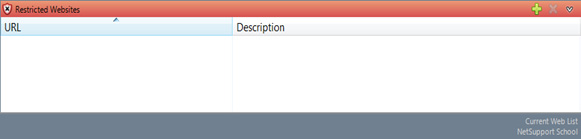 Restricted Websites
URL Description
Current Web List
NetSupport School